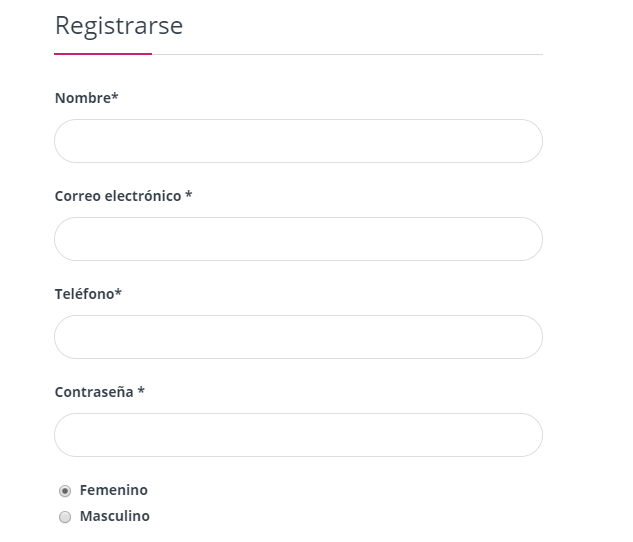 Registrarse
Nombre*
Correo electrónico *
Teléfono*
Contraseña *
Femenino
Masculino